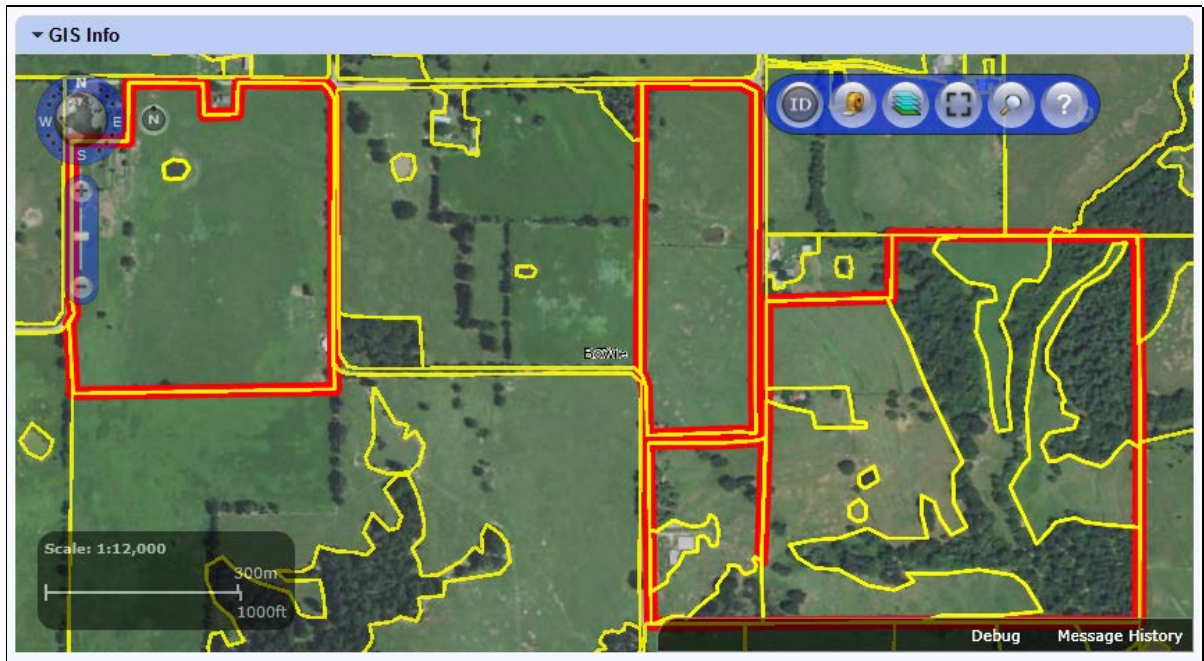 GIS Info
N
W
E
S
N
ID
?
Scale: 1:12,000
300m
1000ft
Debug
Message History